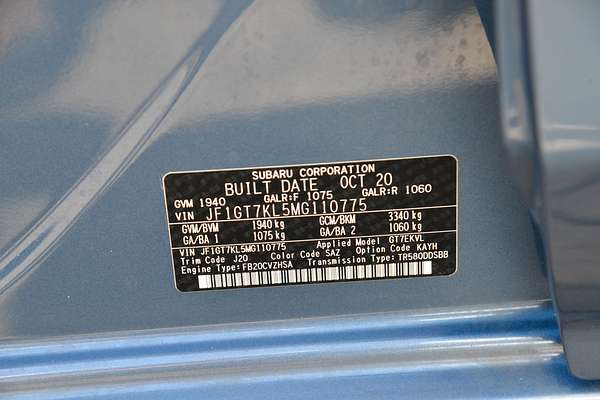 SUBARU CORPORATION
BUILT DATE OCT 20
GVM 1940 GALR:F 1075 GALR:R 1060
VIN JF1GT7KL5MG110775
GVM/BVM 1940 kg GCM/BKM 3340 kg
GA/BA 1 1075 kg GA/BA 2 1060 kg
VIN JF1GT7KL5MG110775 Applied Model GT7EKVL
Trim Code J20 Color Code SAZ Option Code KAYH
Engine Type: FB20CVZHSA Transmission Type: TR580DDSBB